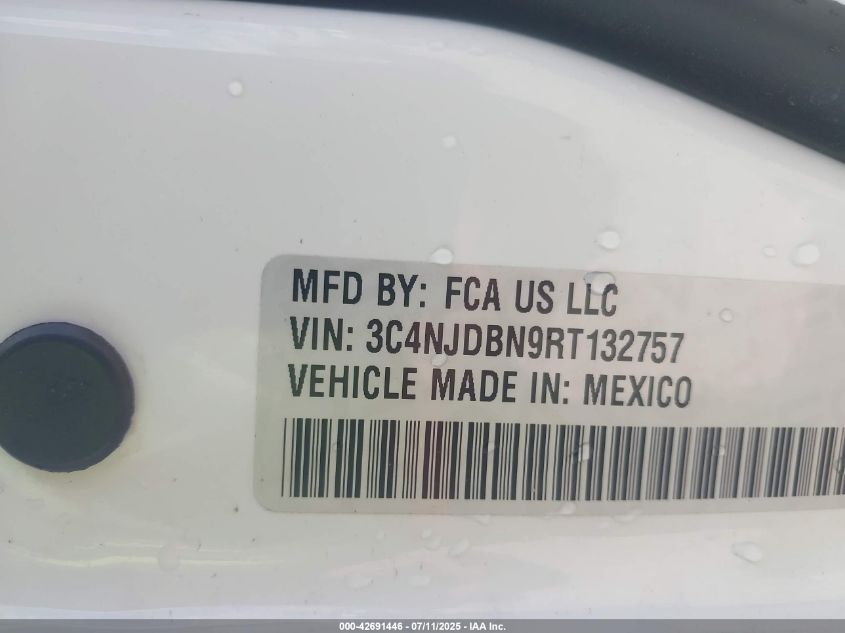 MFD BY: FCA US LLC
VIN: 3C4NJDBN9RT132757
VEHICLE MADE IN: MEXICO
000-42691446 - 07/11/2025 - IAA Inc.